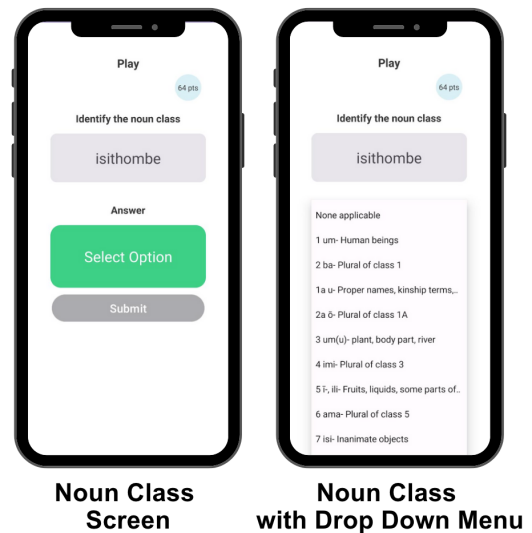 Play
64 pts
Identify the noun class
isithombe
Answer
Select Option
Submit
Noun Class
Screen
Play
64 pts
Identify the noun class
isithombe
None applicable
1 um- Human beings
2 ba- Plural of class 1
1a u- Proper names, kinship terms,..
2a ō- Plural of class 1A
3 um(u)- plant, body part, river
4 imi- Plural of class 3
5 ī-, ili- Fruits, liquids, some parts of..
6 ama- Plural of class 5
7 isi- Inanimate objects
Noun Class
with Drop Down Menu